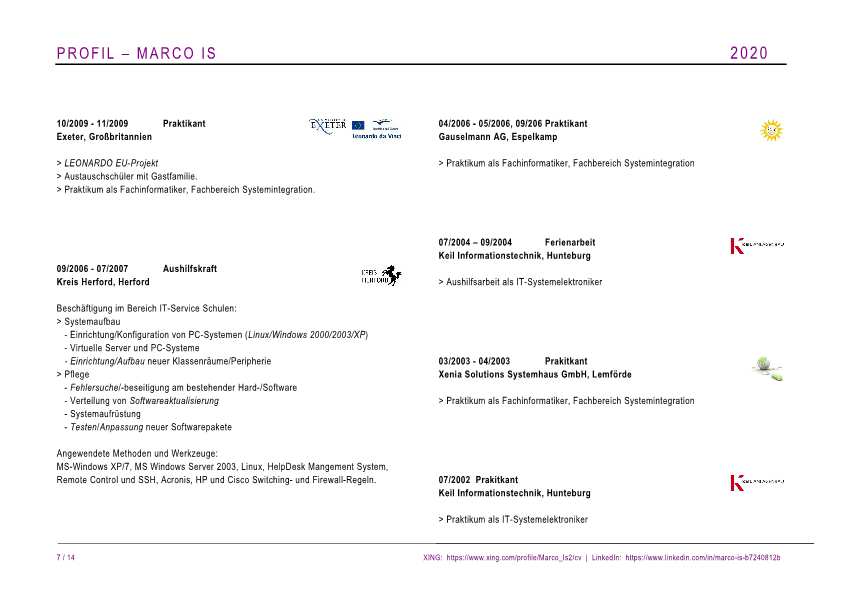 PROFIL – MARCO IS 2020
10/2009 - 11/2009 Praktikant
Exeter, Großbritannien
EXETER
Leonardo da Vinci
> LEONARDO EU-Projekt
> Austauschschüler mit Gastfamilie.
> Praktikum als Fachinformatiker, Fachbereich Systemintegration.
09/2006 - 07/2007 Aushilfskraft
Kreis Herford, Herford
KREIS
HERFORD
Beschäftigung im Bereich IT-Service Schulen:
> Systemaufbau
- Einrichtung/Konfiguration von PC-Systemen (Linux/Windows 2000/2003/XP)
- Virtuelle Server und PC-Systeme
- Einrichtung/Aufbau neuer Klassenräume/Peripherie
> Pflege
- Fehlersuche/-beseitigung am bestehender Hard-/Software
- Verteilung von Softwareaktualisierung
- Systemaufrüstung
- Testen/Anpassung neuer Softwarepakete
Angewendete Methoden und Werkzeuge:
MS-Windows XP/7, MS Windows Server 2003, Linux, HelpDesk Mangement System,
Remote Control und SSH, Acronis, HP und Cisco Switching- und Firewall-Regeln.
04/2006 - 05/2006, 09/206 Praktikant
Gauselmann AG, Espelkamp
> Praktikum als Fachinformatiker, Fachbereich Systemintegration
07/2004 – 09/2004 Ferienarbeit
Keil Informationstechnik, Hunteburg
> Aushilfsarbeit als IT-Systemelektroniker
03/2003 - 04/2003 Prakitkant
Xenia Solutions Systemhaus GmbH, Lemförde
> Praktikum als Fachinformatiker, Fachbereich Systemintegration
07/2002 Prakitkant
Keil Informationstechnik, Hunteburg
> Praktikum als IT-Systemelektroniker
7 / 14
XING: https://www.xing.com/profile/Marco_Is2/cv | LinkedIn: https://www.linkedin.com/in/marco-is-b7240812b